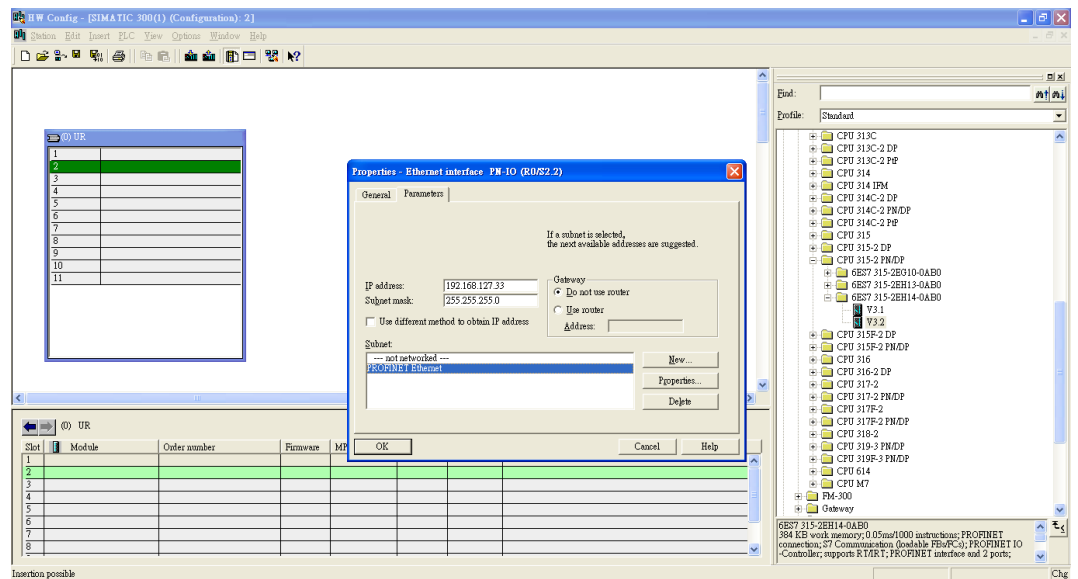 HW Config - [SIMATIC 300(1) (Configuration): 2]
Station Edit Insert PLC View Options Window Help
(0) UR
1
2
3
4
5
6
7
8
9
10
11
Properties - Ethernet interface PN-IO (R0/S2.2)
General Parameters
If a subnet is selected,
the next available addresses are suggested.
IP address: 192.168.127.33
Subnet mask: 255.255.255.0
Use different method to obtain IP address
Gateway
Do not use router
Use router
Address:
Subnet:
--- not networked ---
PROFINET Ethernet
New...
Properties...
Delete
OK Cancel Help
(0) UR
Slot Module Order number Firmware MP
1
2
3
4
5
6
7
8
Find:
Profile: Standard
CPU 313C
CPU 313C-2 DP
CPU 313C-2 PtP
CPU 314
CPU 314 IFM
CPU 314C-2 DP
CPU 314C-2 PN/DP
CPU 314C-2 PtP
CPU 315
CPU 315-2 DP
CPU 315-2 PN/DP
6ES7 315-2EG10-0AB0
6ES7 315-2EH13-0AB0
6ES7 315-2EH14-0AB0
V3.1
V3.2
CPU 315F-2 DP
CPU 315F-2 PN/DP
CPU 316
CPU 316-2 DP
CPU 317-2
CPU 317-2 PN/DP
CPU 317F-2
CPU 317F-2 PN/DP
CPU 318-2
CPU 319-3 PN/DP
CPU 319F-3 PN/DP
CPU 614
CPU M7
FM-300
Gateway
6ES7 315-2EH14-0AB0
384 KB work memory; 0.05ms/1000 instructions; PROFINET
connection; S7 Communication (loadable FBs/FCs); PROFINET IO
-Controller; supports RT/IRT; PROFINET interface and 2 ports;
Insertion possible
Chg